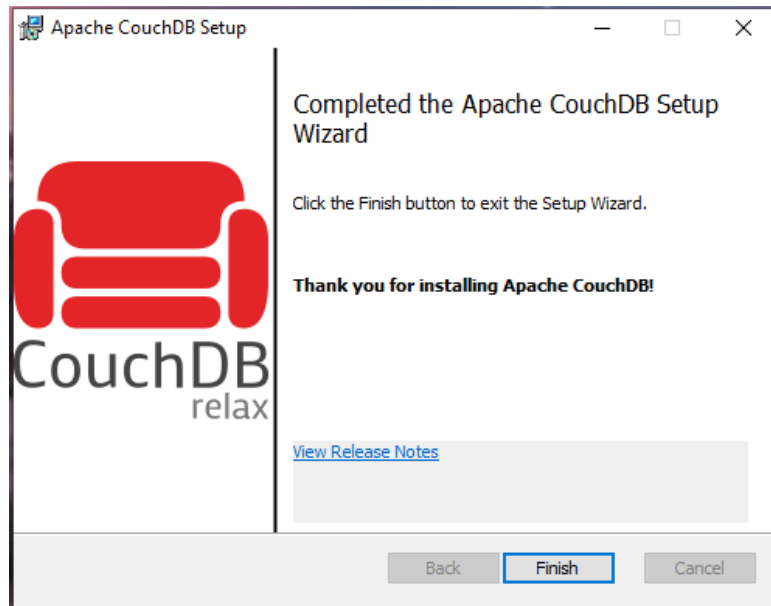 Apache CouchDB Setup
Completed the Apache CouchDB Setup
Wizard
Click the Finish button to exit the Setup Wizard.
Thank you for installing Apache CouchDB!
CouchDB
relax
View Release Notes
Back
Finish
Cancel